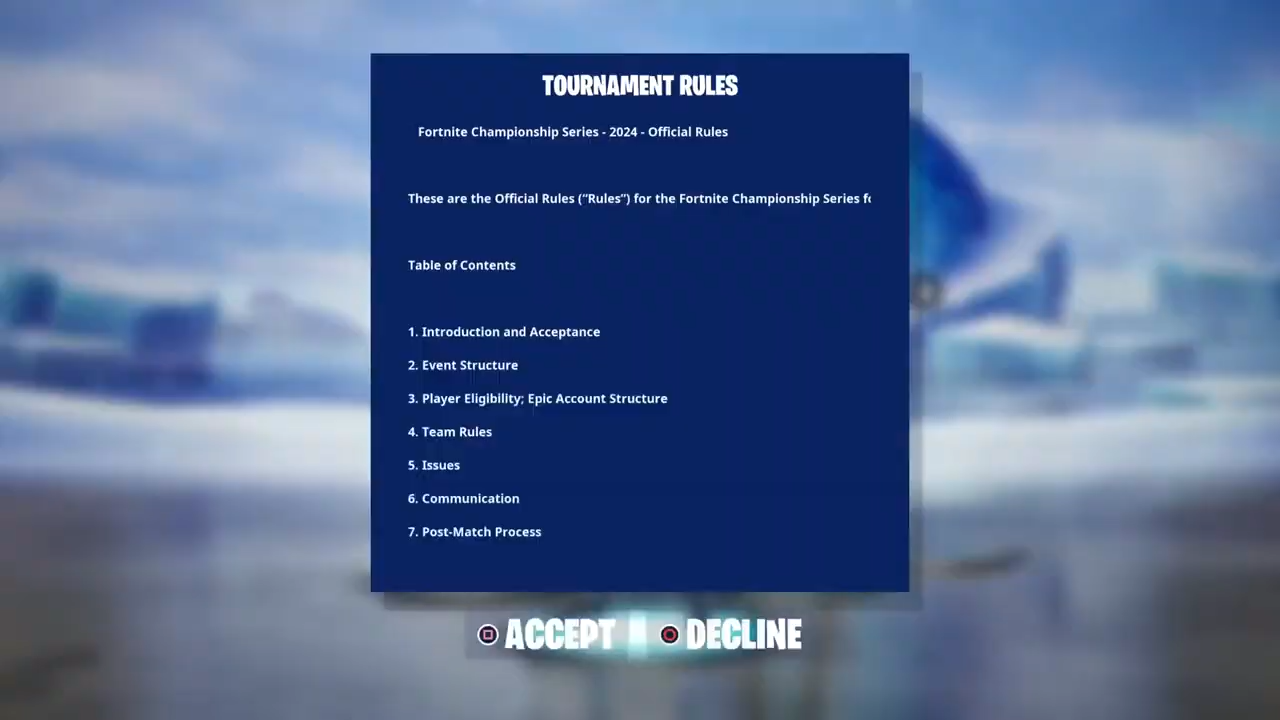 TOURNAMENT RULES
Fortnite Championship Series - 2024 - Official Rules
These are the Official Rules (“Rules”) for the Fortnite Championship Series fo
Table of Contents
1. Introduction and Acceptance
2. Event Structure
3. Player Eligibility; Epic Account Structure
4. Team Rules
5. Issues
6. Communication
7. Post-Match Process
ACCEPT DECLINE